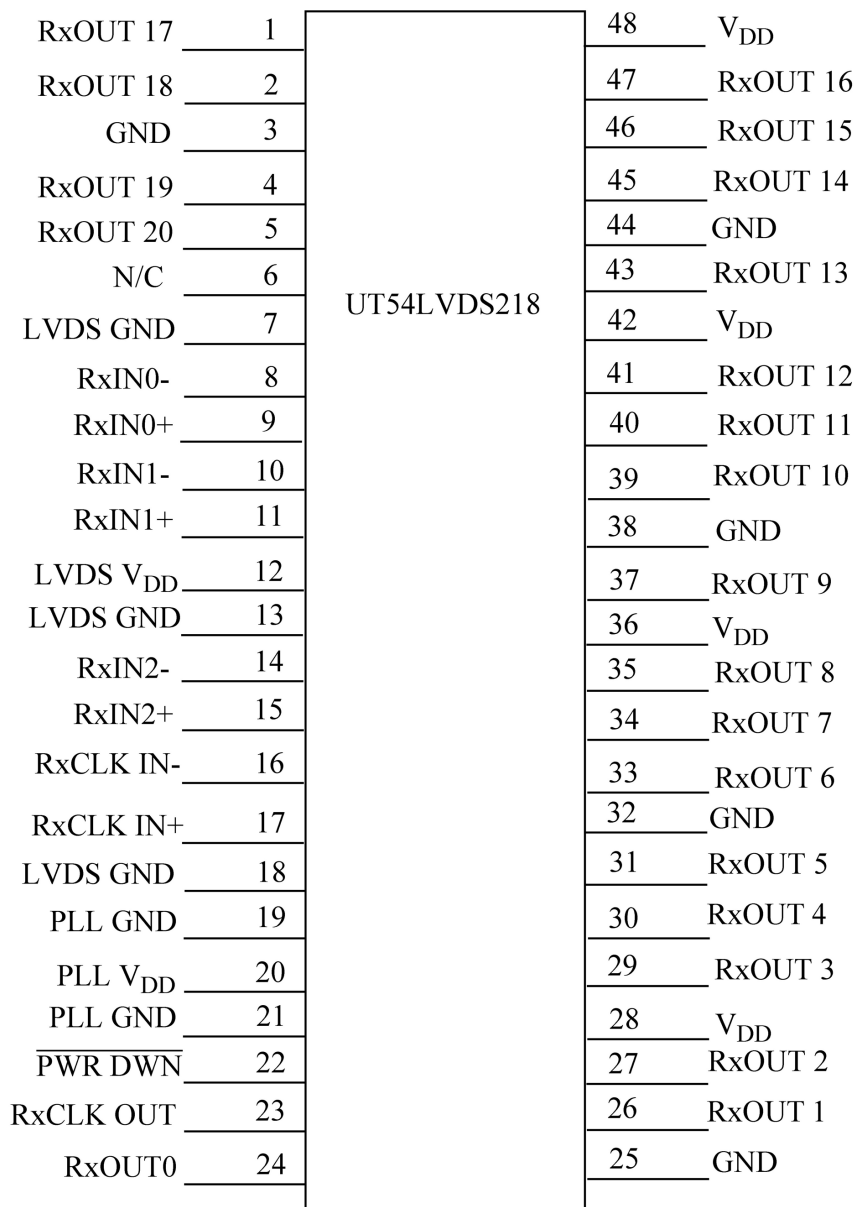 RxOUT 17 1
RxOUT 18 2
GND 3
RxOUT 19 4
RxOUT 20 5
N/C 6
LVDS GND 7
RxIN0- 8
RxIN0+ 9
RxIN1- 10
RxIN1+ 11
LVDS VDD 12
LVDS GND 13
RxIN2- 14
RxIN2+ 15
RxCLK IN- 16
RxCLK IN+ 17
LVDS GND 18
PLL GND 19
PLL VDD 20
PLL GND 21
PWR DWN 22
RxCLK OUT 23
RxOUT0 24
UT54LVDS218
48 VDD
47 RxOUT 16
46 RxOUT 15
45 RxOUT 14
44 GND
43 RxOUT 13
42 VDD
41 RxOUT 12
40 RxOUT 11
39 RxOUT 10
38 GND
37 RxOUT 9
36 VDD
35 RxOUT 8
34 RxOUT 7
33 RxOUT 6
32 GND
31 RxOUT 5
30 RxOUT 4
29 RxOUT 3
28 VDD
27 RxOUT 2
26 RxOUT 1
25 GND